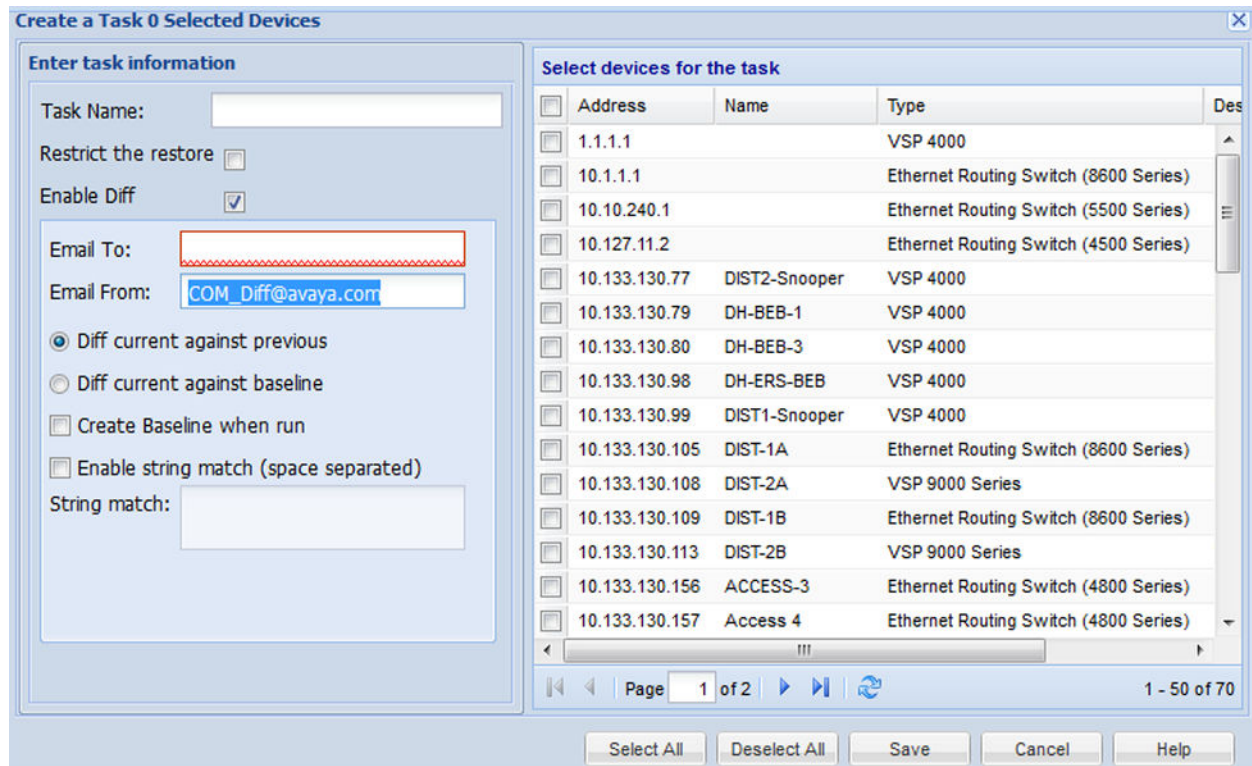 Create a Task 0 Selected Devices
Enter task information
Task Name:
Restrict the restore
Enable Diff
Email To:
Email From: COM_Diff@avaya.com
Diff current against previous
Diff current against baseline
Create Baseline when run
Enable string match (space separated)
String match:
Select devices for the task
Address Name Type Des
1.1.1.1 VSP 4000
10.1.1.1 Ethernet Routing Switch (8600 Series)
10.10.240.1 Ethernet Routing Switch (5500 Series)
10.127.11.2 Ethernet Routing Switch (4500 Series)
10.133.130.77 DIST2-Snooper VSP 4000
10.133.130.79 DH-BEB-1 VSP 4000
10.133.130.80 DH-BEB-3 VSP 4000
10.133.130.98 DH-ERS-BEB VSP 4000
10.133.130.99 DIST1-Snooper VSP 4000
10.133.130.105 DIST-1A Ethernet Routing Switch (8600 Series)
10.133.130.108 DIST-2A VSP 9000 Series
10.133.130.109 DIST-1B Ethernet Routing Switch (8600 Series)
10.133.130.113 DIST-2B VSP 9000 Series
10.133.130.156 ACCESS-3 Ethernet Routing Switch (4800 Series)
10.133.130.157 Access 4 Ethernet Routing Switch (4800 Series)
Page 1 of 2 1 - 50 of 70
Select All Deselect All Save Cancel Help